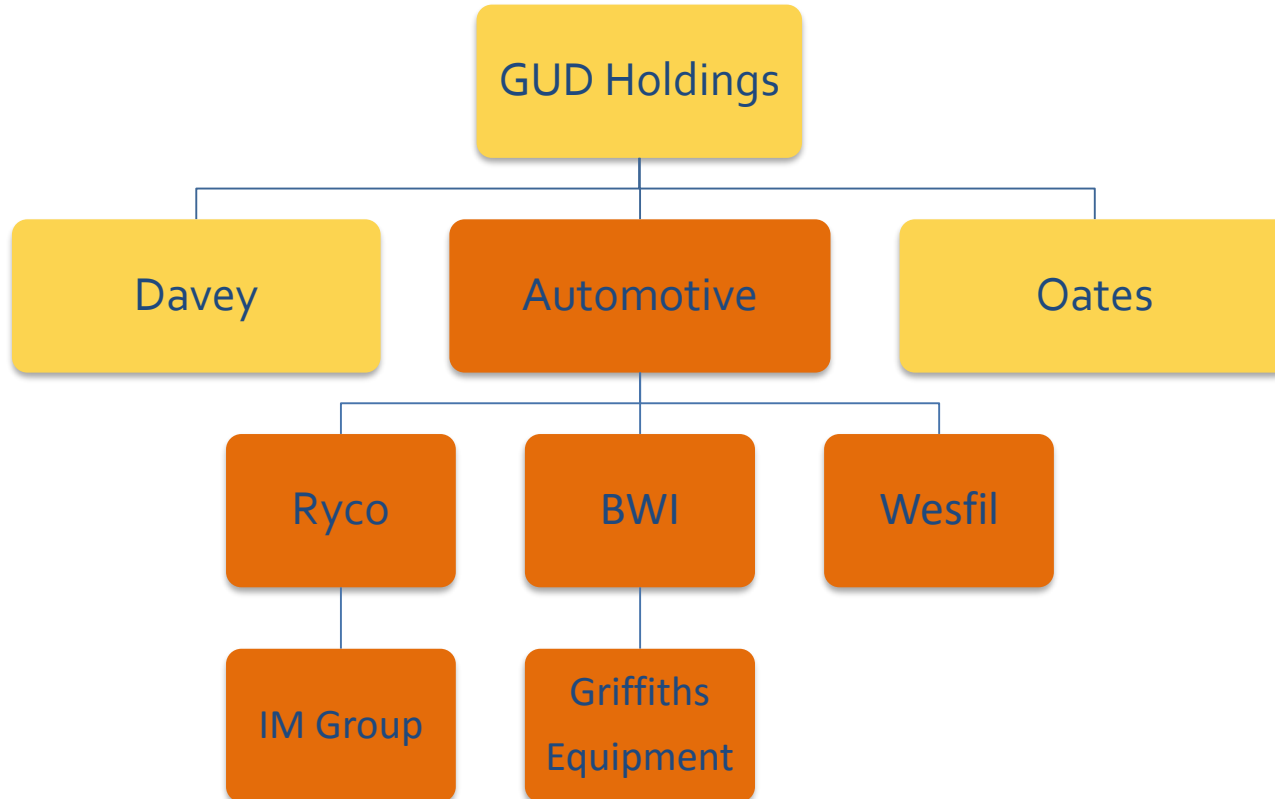 GUD Holdings
Davey
Automotive
Oates
Ryco
BWI
Wesfil
IM Group
Griffiths
Equipment